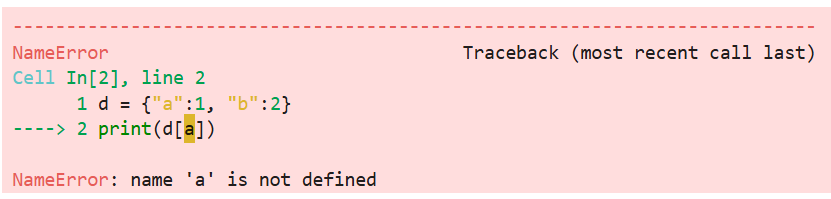 ---------------------------------------------------------------------------
NameError                                 Traceback (most recent call last)
Cell In[2], line 2
      1 d = {"a":1, "b":2}
----> 2 print(d[a])
NameError: name 'a' is not defined